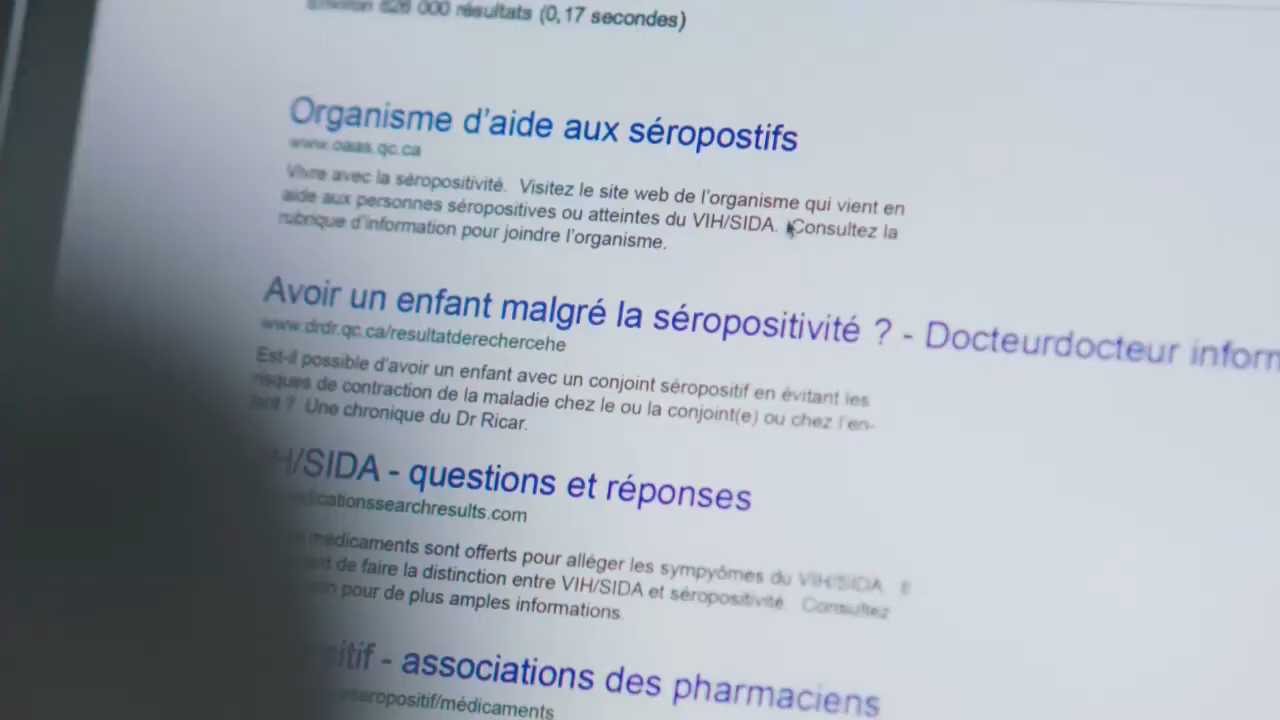 826 000 résultats (0,17 secondes)
Organisme d'aide aux séropostifs
www.oaas.qc.ca
Vivre avec la séropositivité. Visitez le site web de l'organisme qui vient en
aide aux personnes séropositives ou atteintes du VIH/SIDA. Consultez la
rubrique d'information pour joindre l'organisme.
Avoir un enfant malgré la séropositivité ? - Docteurdocteur inform
www.drdr.qc.ca/resultatderechercehe
Est-il possible d'avoir un enfant avec un conjoint séropositif en évitant les
risques de contraction de la maladie chez le ou la conjoint(e) ou chez l'en-
fant ? Une chronique du Dr Ricar.
H/SIDA - questions et réponses
dicationssearchresults.com
médicaments sont offerts pour alléger les sympyômes du VIH/SIDA.
de faire la distinction entre VIH/SIDA et séropositivité. Consultez
pour de plus amples informations.
sitif - associations des pharmaciens
seropositif/médicaments